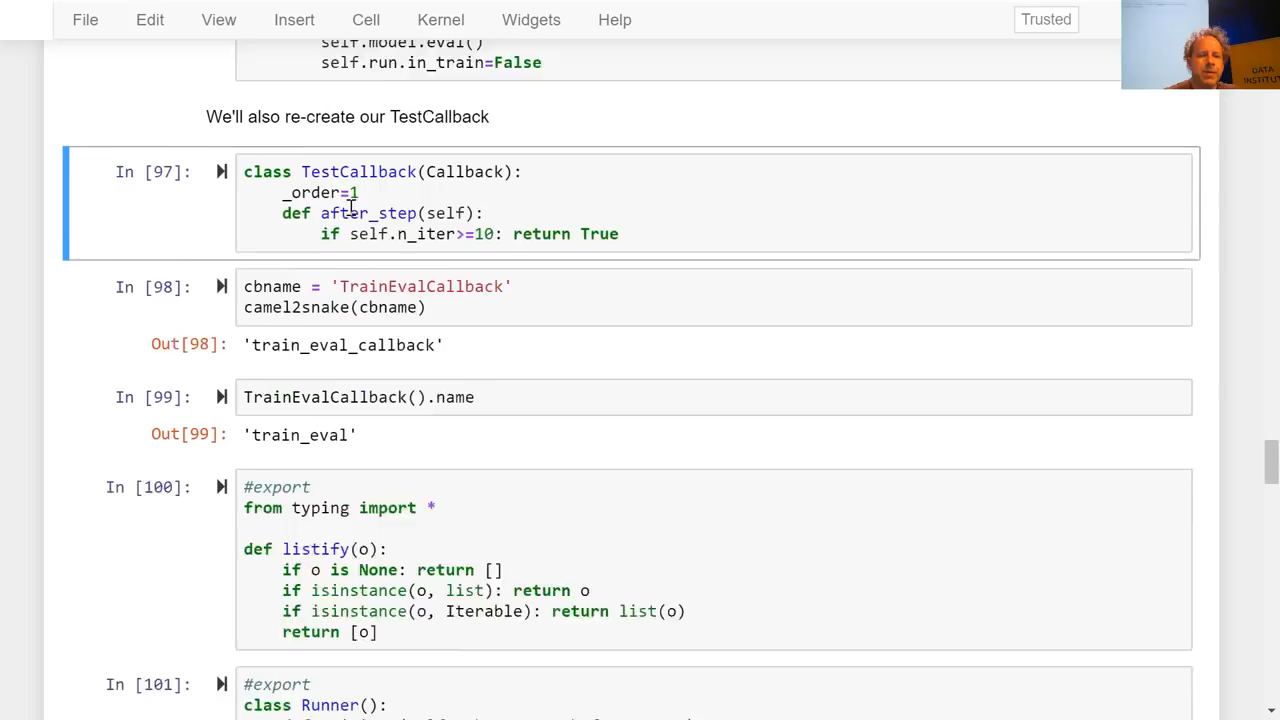 File Edit View Insert Cell Kernel Widgets Help Trusted
DATA
INSTITUT
self.model.eval()
self.run.in_train=False
We'll also re-create our TestCallback
In [97]:
class TestCallback(Callback):
_order=1
def after_step(self):
if self.n_iter>=10: return True
In [98]:
cbname = 'TrainEvalCallback'
camel2snake(cbname)
Out[98]: 'train_eval_callback'
In [99]: TrainEvalCallback().name
Out[99]: 'train_eval'
In [100]:
#export
from typing import *
def listify(o):
if o is None: return []
if isinstance(o, list): return o
if isinstance(o, Iterable): return list(o)
return [o]
In [101]:
#export
class Runner():